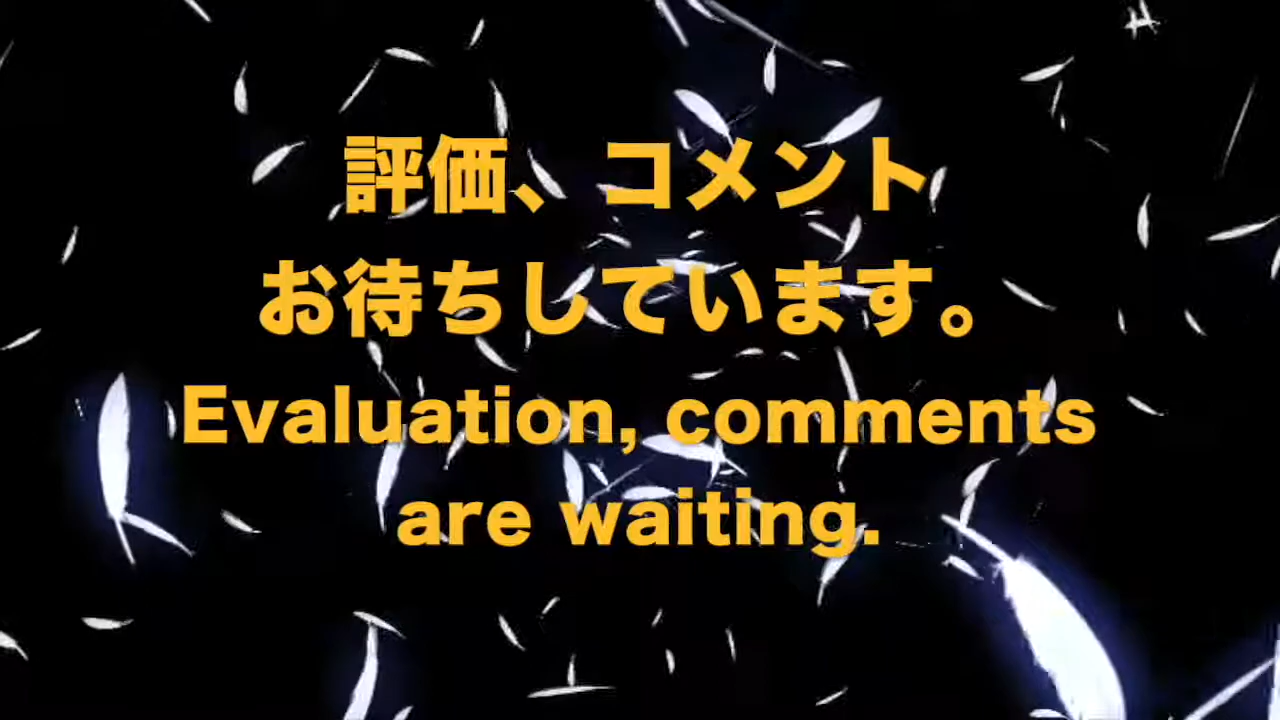 評価、コメント
お待ちしています。
Evaluation, comments
are waiting.